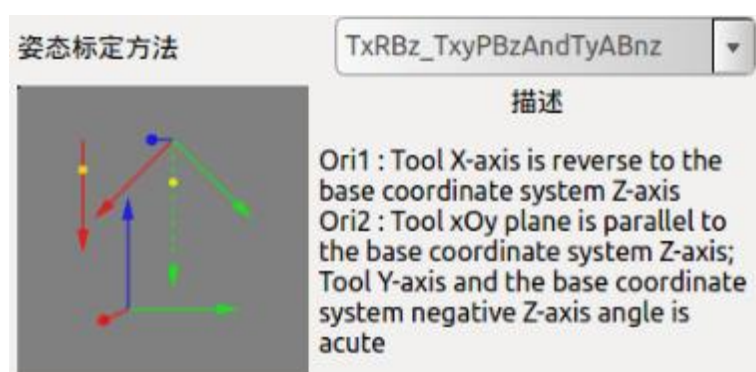 姿态标定方法
TxRBz_TxyPBzAndTyABnz
描述
Ori1 : Tool X-axis is reverse to the
base coordinate system Z-axis
Ori2 : Tool xOy plane is parallel to
the base coordinate system Z-axis;
Tool Y-axis and the base coordinate
system negative Z-axis angle is
acute